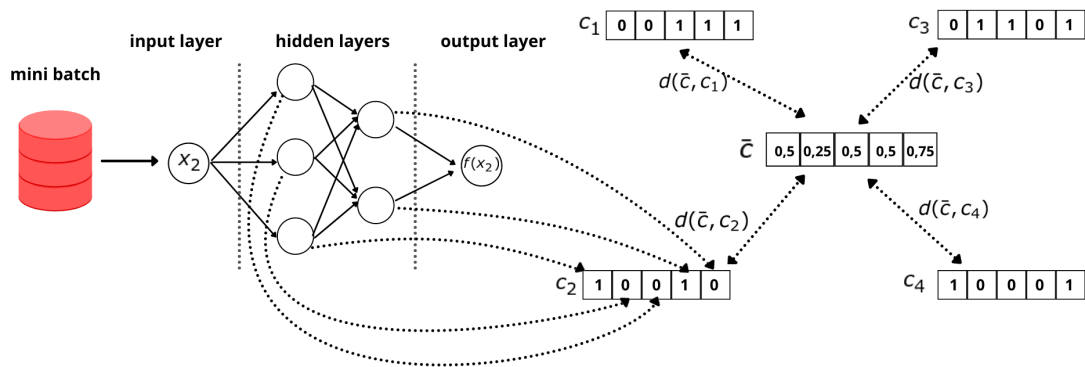 mini batch
input layer
hidden layers
output layer
x₂
f(x₂)
c₁ 0 0 1 1 1
c₃ 0 1 1 0 1
d(c̄, c₁)
d(c̄, c₃)
c̄ 0,5 0,25 0,5 0,5 0,75
d(c̄, c₂)
d(c̄, c₄)
c₂ 1 0 0 1 0
c₄ 1 0 0 0 1